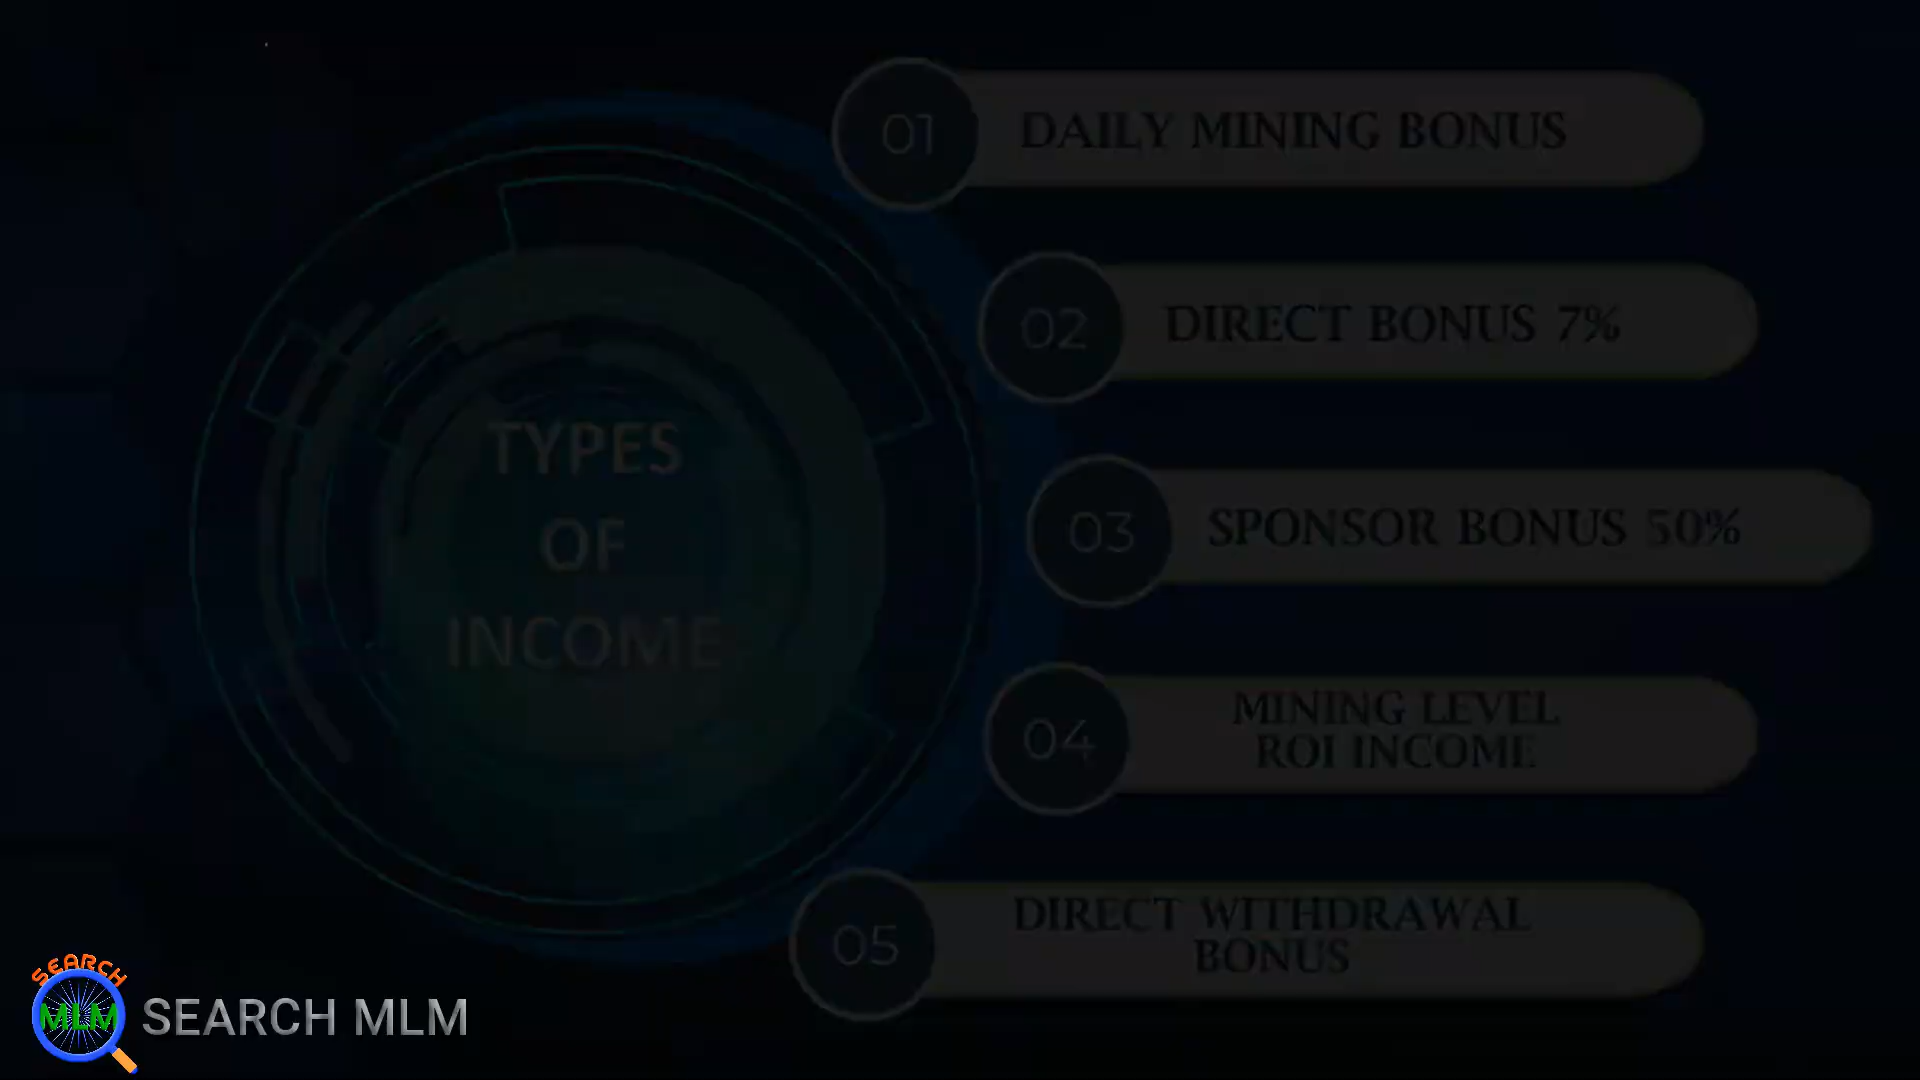 TYPES
OF
INCOME
01
DAILY MINING BONUS
02
DIRECT BONUS 7%
03
SPONSOR BONUS 50%
04
MINING LEVEL
ROI INCOME
05
DIRECT WITHDRAWAL
BONUS
SEARCH
MLM
SEARCH MLM